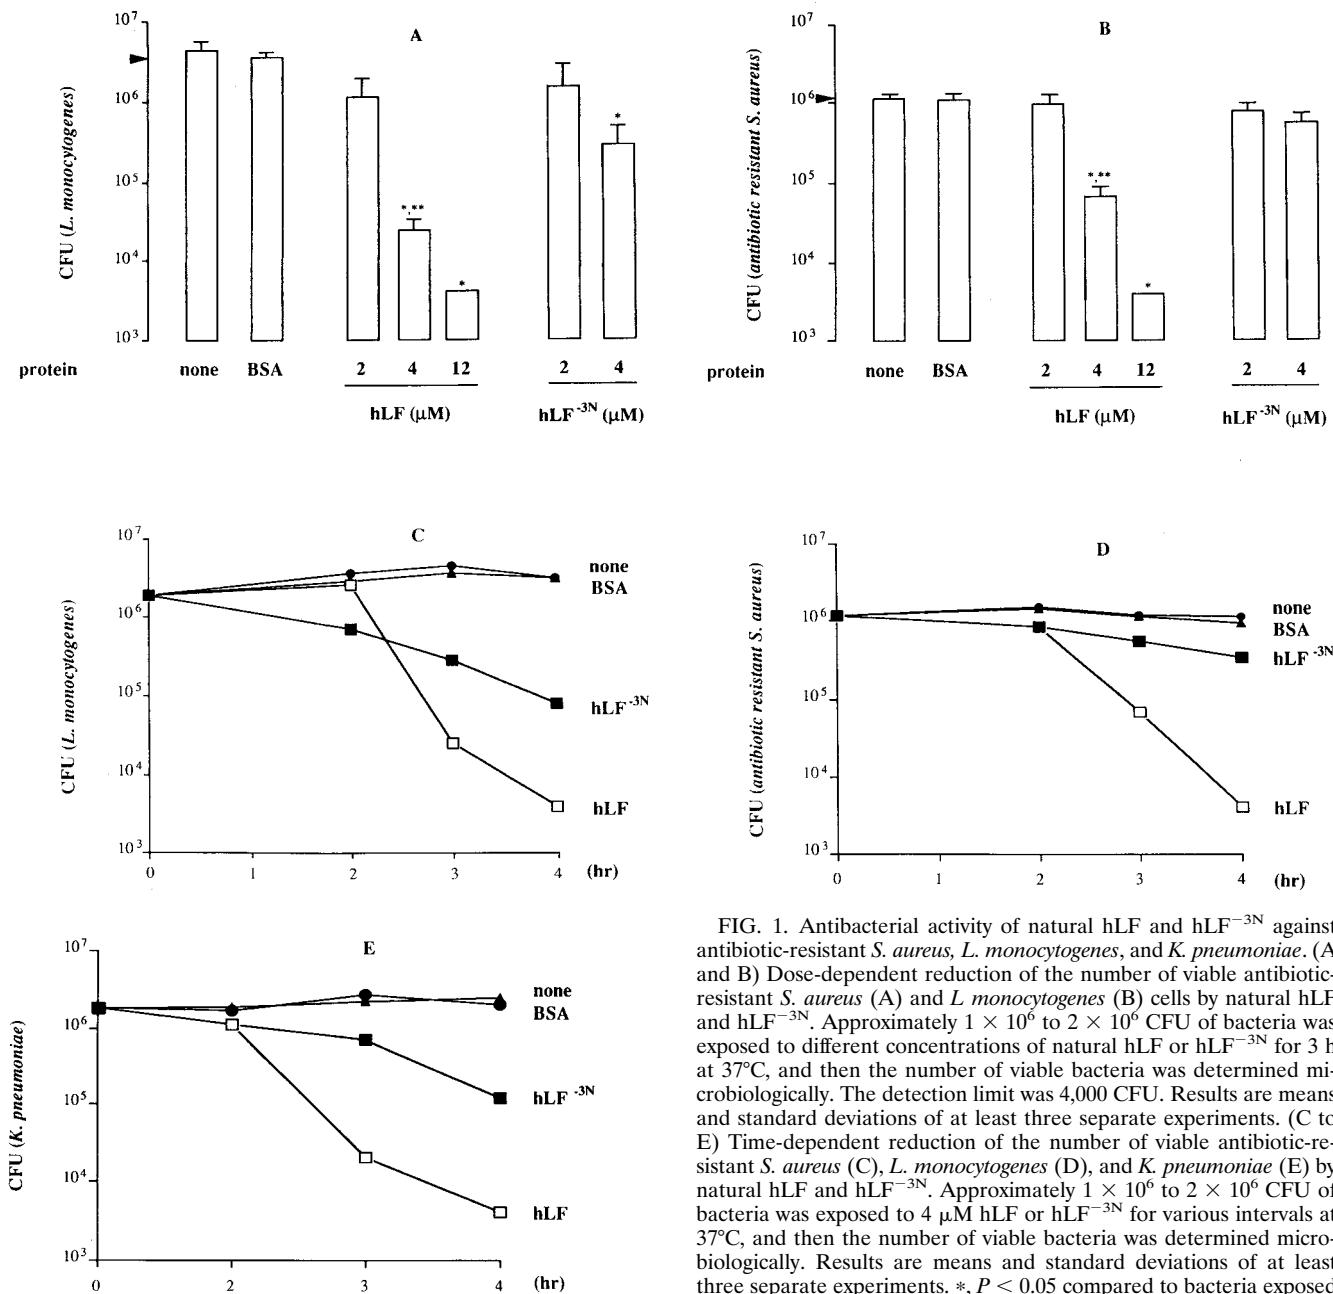 A
10⁷
10⁶
10⁵
10⁴
10³
CFU (L. monocytogenes)
*,**
*
*
protein
none BSA 2 4 12 2 4
hLF (μM) hLF⁻³ᴺ (μM)
B
10⁷
10⁶
10⁵
10⁴
10³
CFU (antibiotic resistant S. aureus)
*,**
*
protein
none BSA 2 4 12 2 4
hLF (μM) hLF⁻³ᴺ (μM)
C
10⁷
10⁶
10⁵
10⁴
10³
CFU (L. monocytogenes)
none
BSA
hLF⁻³ᴺ
hLF
0 1 2 3 4 (hr)
D
10⁷
10⁶
10⁵
10⁴
10³
CFU (antibiotic resistant S. aureus)
none
BSA
hLF⁻³ᴺ
hLF
0 1 2 3 4 (hr)
E
10⁷
10⁶
10⁵
10⁴
10³
CFU (K. pneumoniae)
none
BSA
hLF⁻³ᴺ
hLF
0 2 3 4 (hr)
FIG. 1. Antibacterial activity of natural hLF and hLF⁻³ᴺ against
antibiotic-resistant S. aureus, L. monocytogenes, and K. pneumoniae. (A
and B) Dose-dependent reduction of the number of viable antibiotic-
resistant S. aureus (A) and L monocytogenes (B) cells by natural hLF
and hLF⁻³ᴺ. Approximately 1 × 10⁶ to 2 × 10⁶ CFU of bacteria was
exposed to different concentrations of natural hLF or hLF⁻³ᴺ for 3 h
at 37°C, and then the number of viable bacteria was determined mi-
crobiologically. The detection limit was 4,000 CFU. Results are means
and standard deviations of at least three separate experiments. (C to
E) Time-dependent reduction of the number of viable antibiotic-re-
sistant S. aureus (C), L. monocytogenes (D), and K. pneumoniae (E) by
natural hLF and hLF⁻³ᴺ. Approximately 1 × 10⁶ to 2 × 10⁶ CFU of
bacteria was exposed to 4 μM hLF or hLF⁻³ᴺ for various intervals at
37°C, and then the number of viable bacteria was determined micro-
biologically. Results are means and standard deviations of at least
three separate experiments. *, P < 0.05 compared to bacteria exposed